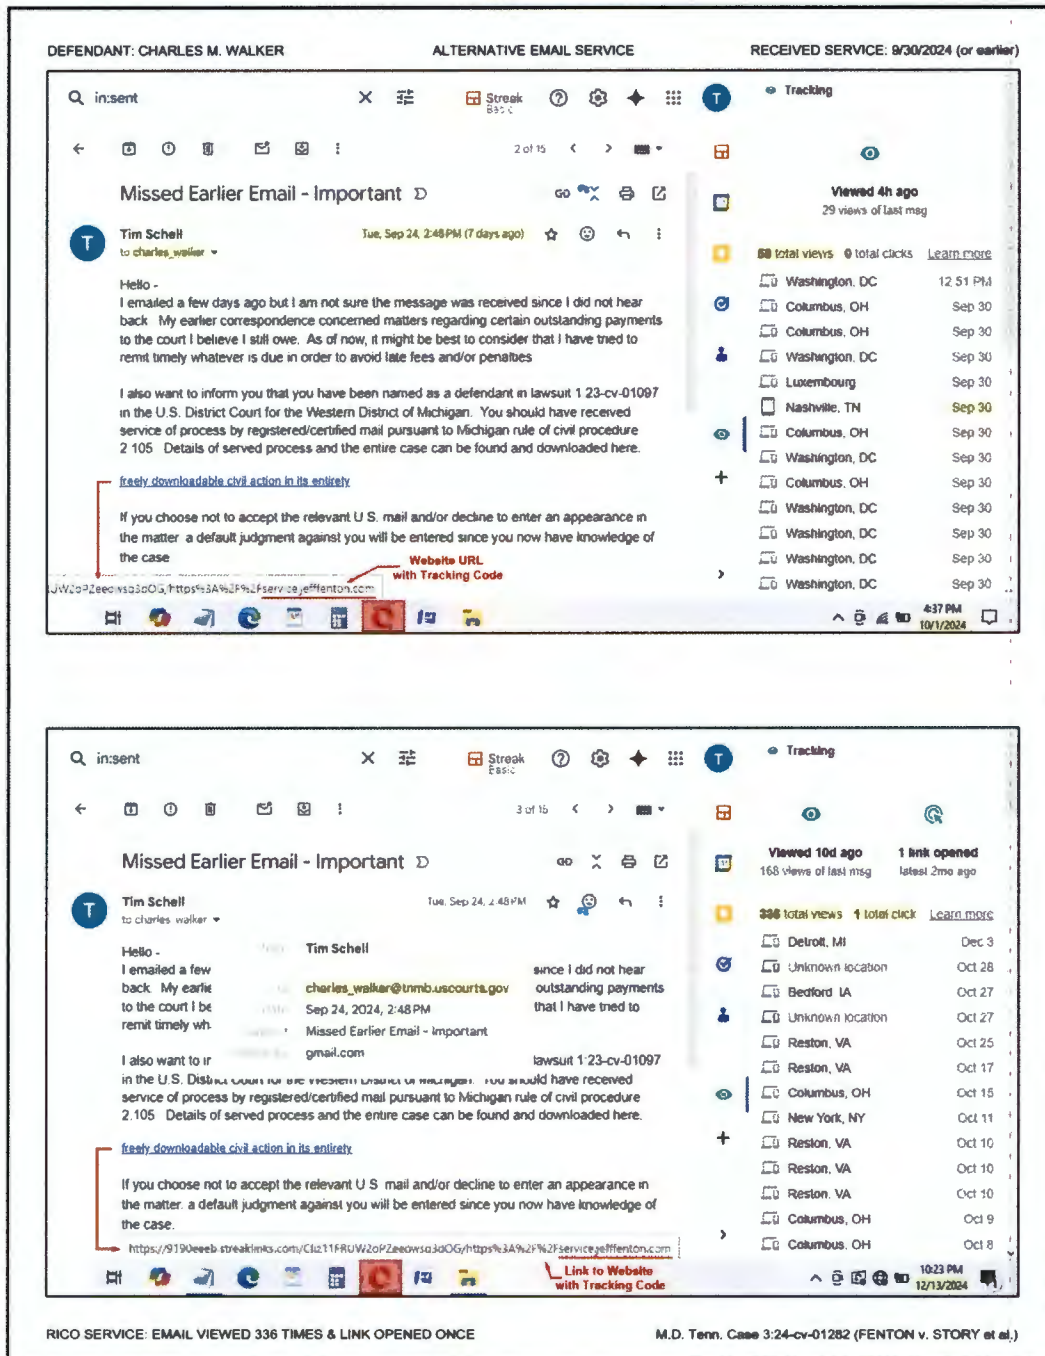 DEFENDANT: CHARLES M. WALKER ALTERNATIVE EMAIL SERVICE RECEIVED SERVICE: 9/30/2024 (or earlier)
in:sent Streak Basic T Tracking
2 of 15
Viewed 4h ago
29 views of last msg
Missed Earlier Email - Important
T Tim Schell Tue, Sep 24, 2:48 PM (7 days ago)
to charles_walker
58 total views 0 total clicks Learn more
Washington, DC 12 51 PM
Columbus, OH Sep 30
Columbus, OH Sep 30
Washington, DC Sep 30
Luxembourg Sep 30
Nashville, TN Sep 30
Columbus, OH Sep 30
Washington, DC Sep 30
Columbus, OH Sep 30
Washington, DC Sep 30
Washington, DC Sep 30
Washington, DC Sep 30
Washington, DC Sep 30
Hello -
I emailed a few days ago but I am not sure the message was received since I did not hear
back My earlier correspondence concerned matters regarding certain outstanding payments
to the court I believe I still owe. As of now, it might be best to consider that I have tried to
remit timely whatever is due in order to avoid late fees and/or penalties
I also want to inform you that you have been named as a defendant in lawsuit 1 23-cv-01097
in the U.S. District Court for the Western District of Michigan. You should have received
service of process by registered/certified mail pursuant to Michigan rule of civil procedure
2 105 Details of served process and the entire case can be found and downloaded here.
freely downloadable civil action in its entirety
If you choose not to accept the relevant U S. mail and/or decline to enter an appearance in
the matter a default judgment against you will be entered since you now have knowledge of
the case
Website URL
with Tracking Code
https%3A%2F%2Fservice.jefffenton.com
4:37 PM
10/1/2024
in:sent Streak Basic T Tracking
3 of 15
Viewed 10d ago 1 link opened
168 views of last msg latest 2mo ago
Missed Earlier Email - Important
T Tim Schell Tue, Sep 24, 2:48 PM
to charles walker
336 total views 1 total click Learn more
Detroit, MI Dec 3
Unknown location Oct 28
Bedford IA Oct 27
Unknown location Oct 27
Reston, VA Oct 25
Reston, VA Oct 17
Columbus, OH Oct 15
New York, NY Oct 11
Reston, VA Oct 10
Reston, VA Oct 10
Reston, VA Oct 10
Columbus, OH Oct 9
Columbus, OH Oct 8
Tim Schell
charles_walker@tnmb.uscourts.gov
Sep 24, 2024, 2:48 PM
Missed Earlier Email - Important
gmail.com
Hello -
I emailed a few since I did not hear
back My earlie outstanding payments
to the court I be that I have tried to
remit timely wh
I also want to ir lawsuit 1:23-cv-01097
in the U.S. District Court for the Western District of Michigan. You should have received
service of process by registered/certified mail pursuant to Michigan rule of civil procedure
2.105 Details of served process and the entire case can be found and downloaded here.
freely downloadable civil action in its entirety
If you choose not to accept the relevant U S mail and/or decline to enter an appearance in
the matter. a default judgment against you will be entered since you now have knowledge of
the case.
Link to Website
with Tracking Code
10:23 PM
12/13/2024
RICO SERVICE: EMAIL VIEWED 336 TIMES & LINK OPENED ONCE M.D. Tenn. Case 3:24-cv-01282 (FENTON v. STORY et al.)